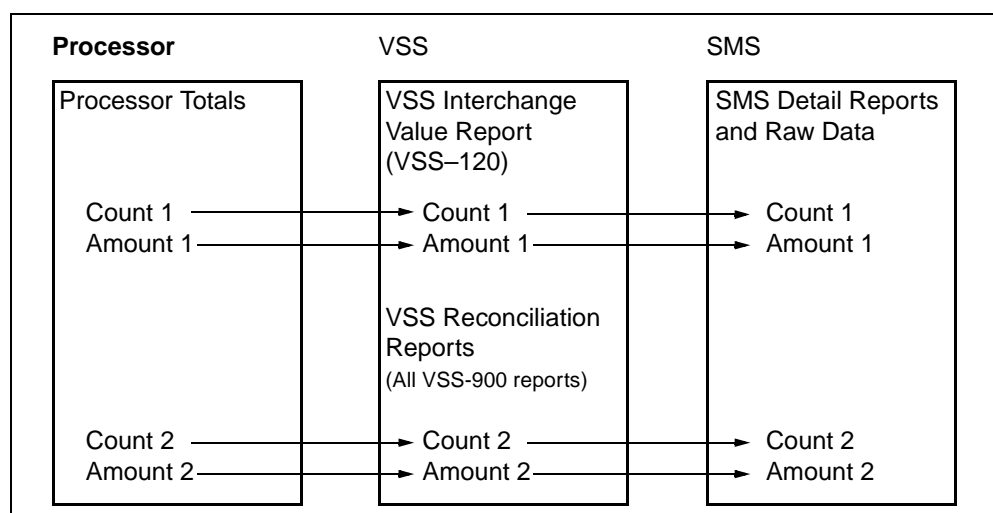 Processor VSS SMS
Processor Totals
VSS Interchange
Value Report
(VSS–120)
SMS Detail Reports
and Raw Data
Count 1 Count 1 Count 1
Amount 1 Amount 1 Amount 1
VSS Reconciliation
Reports
(All VSS-900 reports)
Count 2 Count 2 Count 2
Amount 2 Amount 2 Amount 2